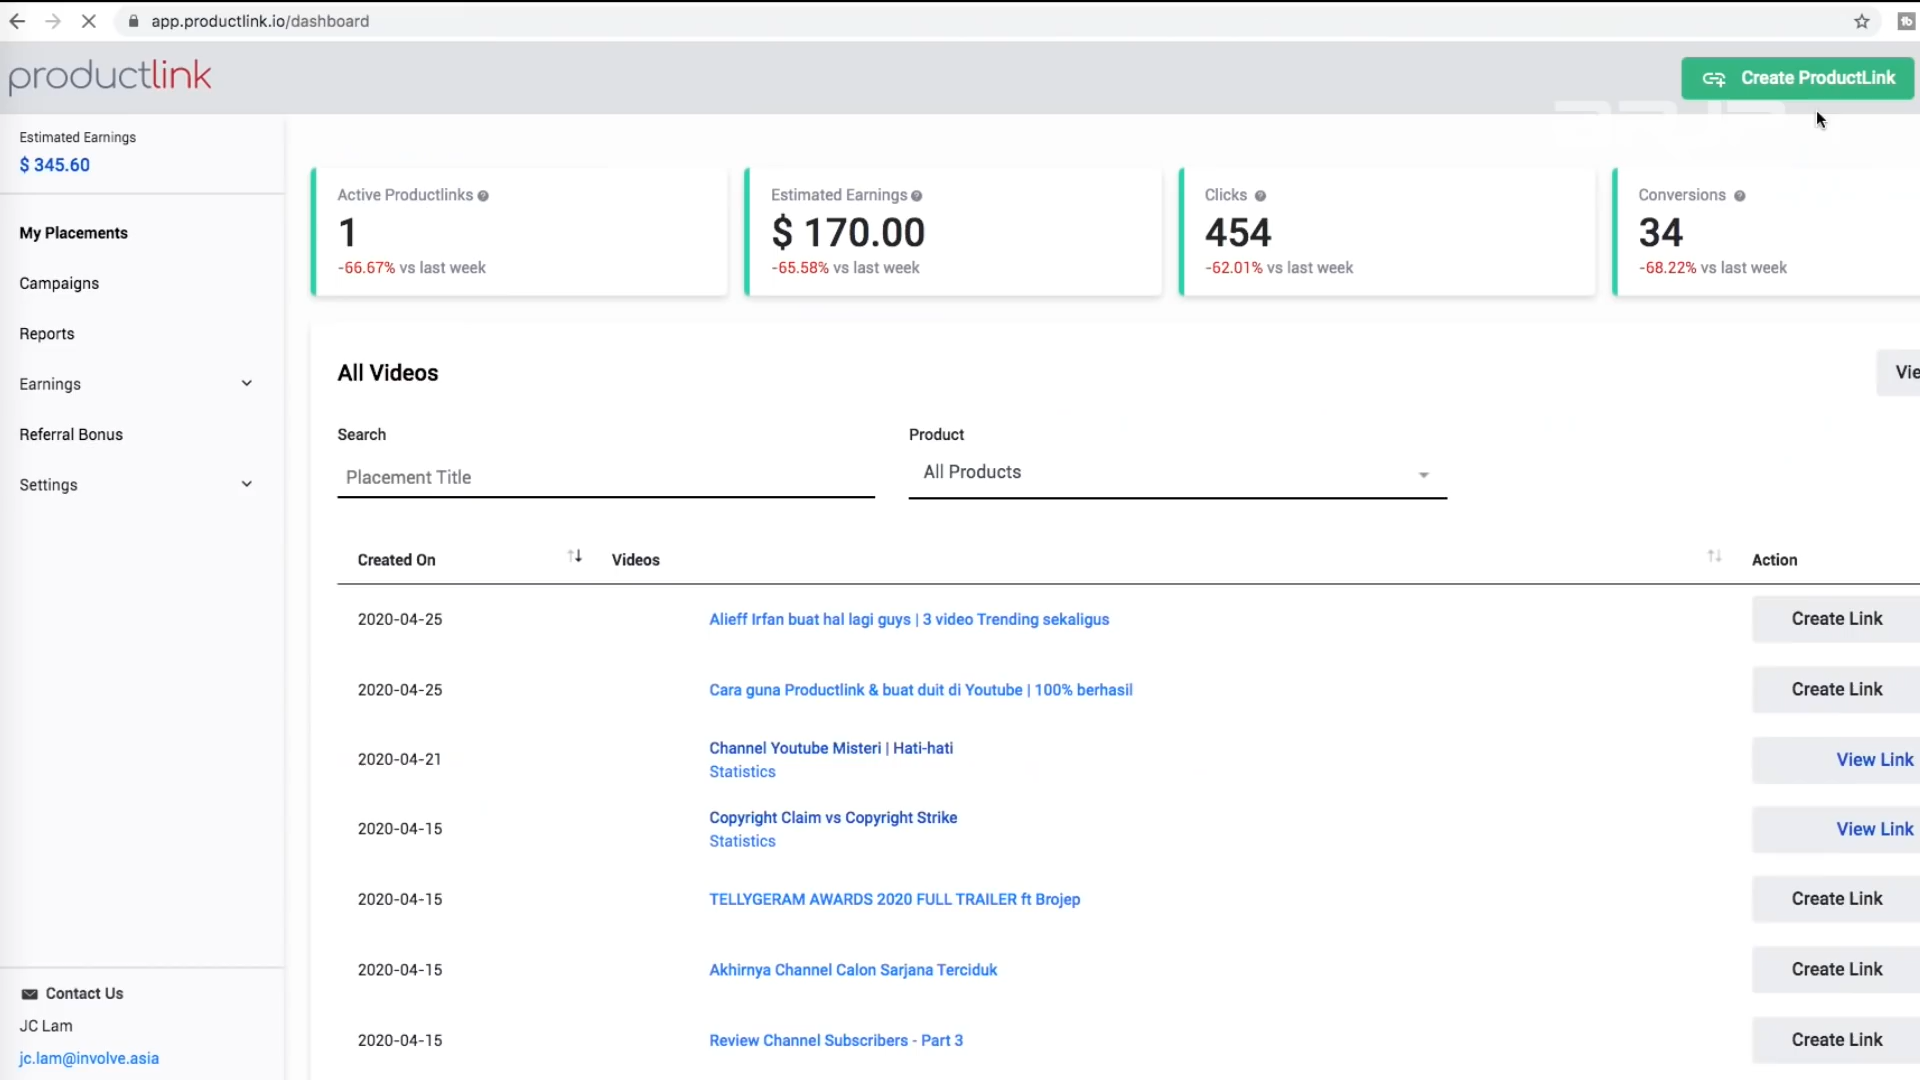 app.productlink.io/dashboard
productlink
Create ProductLink
Estimated Earnings
$ 345.60
My Placements
Campaigns
Reports
Earnings
Referral Bonus
Settings
Active Productlinks
1
-66.67% vs last week
Estimated Earnings
$ 170.00
-65.58% vs last week
Clicks
454
-62.01% vs last week
Conversions
34
-68.22% vs last week
All Videos
Vie
Search
Placement Title
Product
All Products
Created On
Videos
Action
2020-04-25
Alieff Irfan buat hal lagi guys | 3 video Trending sekaligus
Create Link
2020-04-25
Cara guna Productlink & buat duit di Youtube | 100% berhasil
Create Link
2020-04-21
Channel Youtube Misteri | Hati-hati
Statistics
View Link
2020-04-15
Copyright Claim vs Copyright Strike
Statistics
View Link
2020-04-15
TELLYGERAM AWARDS 2020 FULL TRAILER ft Brojep
Create Link
2020-04-15
Akhirnya Channel Calon Sarjana Terciduk
Create Link
2020-04-15
Review Channel Subscribers - Part 3
Create Link
Contact Us
JC Lam
jc.lam@involve.asia